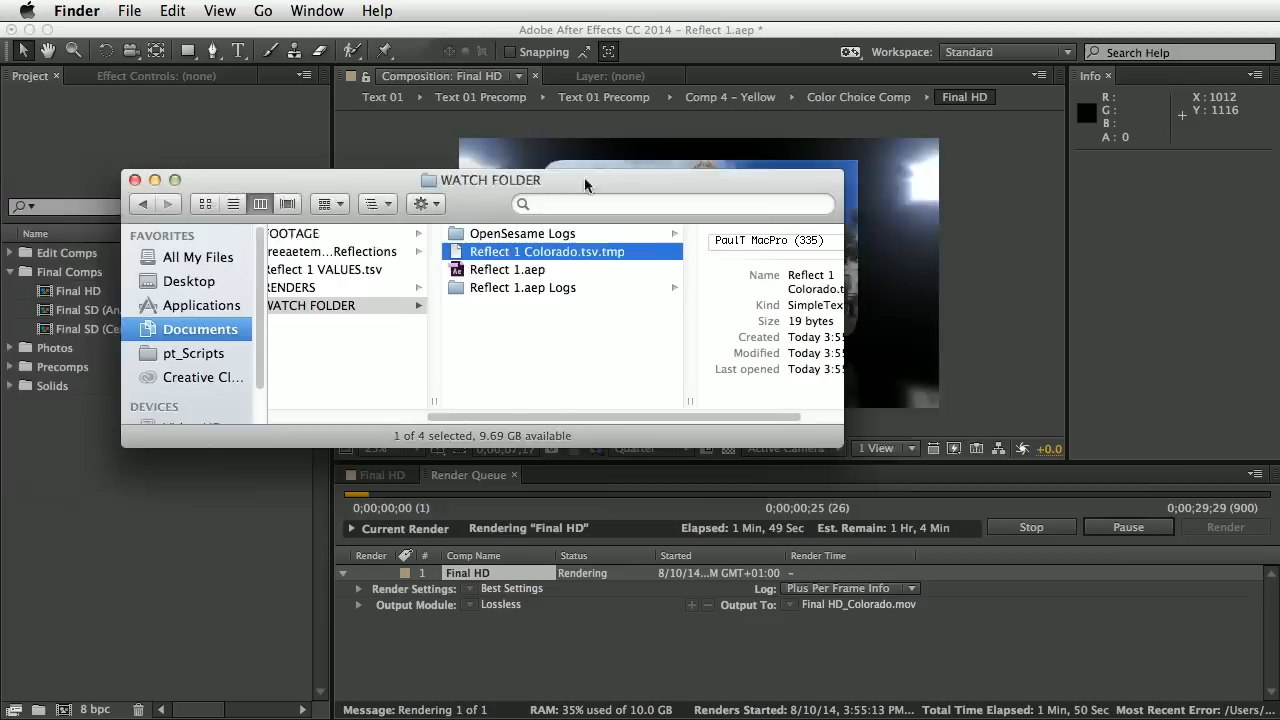 Finder File Edit View Go Window Help
Adobe After Effects CC 2014 - Reflect 1.aep *
Snapping
Workspace: Standard
Search Help
Project × Effect Controls: (none)
Composition: Final HD × Layer: (none)
Info ×
Text 01 Text 01 Precomp Text 01 Precomp Comp 4 - Yellow Color Choice Comp Final HD
R : X : 1012
G : Y : 1116
B :
A : 0
WATCH FOLDER
Name
Edit Comps
Final Comps
Final HD
Final SD (An
Final SD (Ce
Photos
Precomps
Solids
FAVORITES
All My Files
Desktop
Applications
Documents
pt_Scripts
Creative Cl...
DEVICES
FOOTAGE
reeaetem...Reflections
Reflect 1 VALUES.tsv
RENDERS
WATCH FOLDER
OpenSesame Logs
Reflect 1 Colorado.tsv.tmp
Reflect 1.aep
Reflect 1.aep Logs
PaulT MacPro (335)
Name Reflect 1
Colorado.t
Kind SimpleTex
Size 19 bytes
Created Today 3:55
Modified Today 3:55
Last opened Today 3:55
1 of 4 selected, 9.69 GB available
1 View +0.0
Final HD Render Queue ×
0;00;00;00 (1) 0;00;00;25 (26) 0;00;29;29 (900)
Current Render Rendering "Final HD" Elapsed: 1 Min, 49 Sec Est. Remain: 1 Hr, 4 Min Stop Pause Render
Render # Comp Name Status Started Render Time
1 Final HD Rendering 8/10/14...M GMT+01:00 –
Render Settings: Best Settings Log: Plus Per Frame Info
Output Module: Lossless Output To: Final HD_Colorado.mov
8 bpc
Message: Rendering 1 of 1 RAM: 35% used of 10.0 GB Renders Started: 8/10/14, 3:55:13 PM... Total Time Elapsed: 1 Min, 50 Sec Most Recent Error: /Users/...